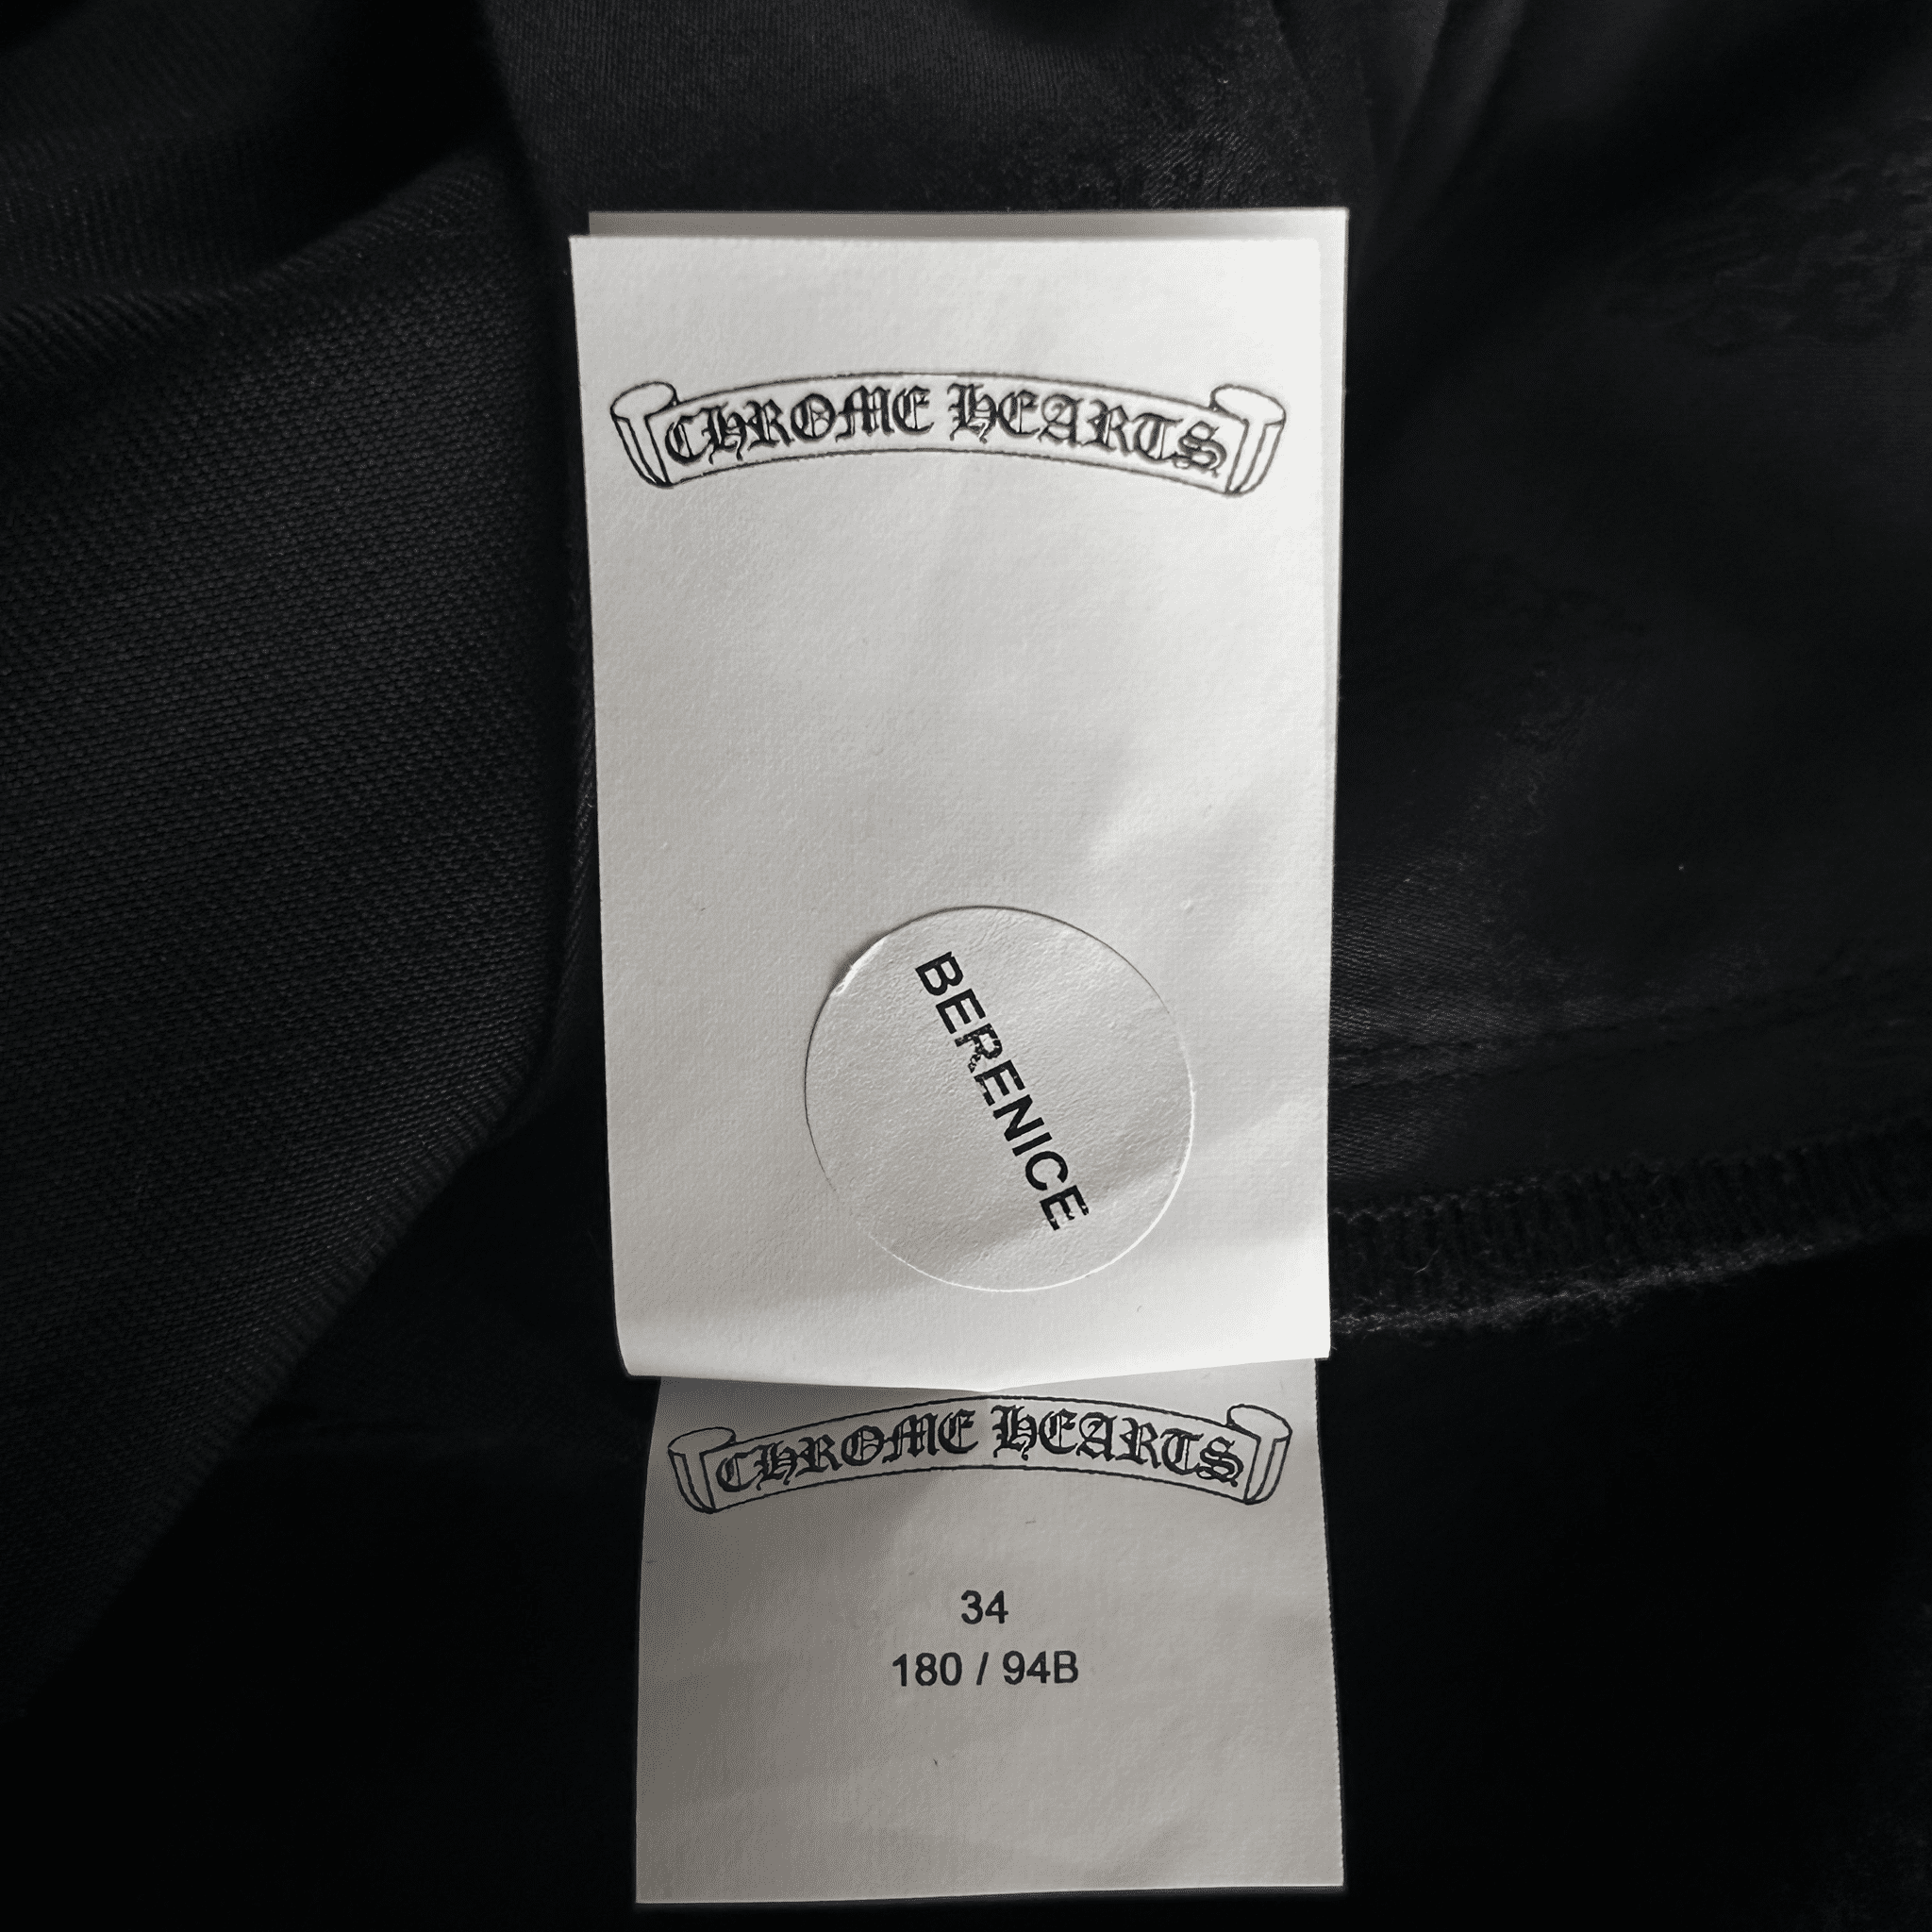 CHROME HEARTS
BERENICE
CHROME HEARTS
34
180 / 94B